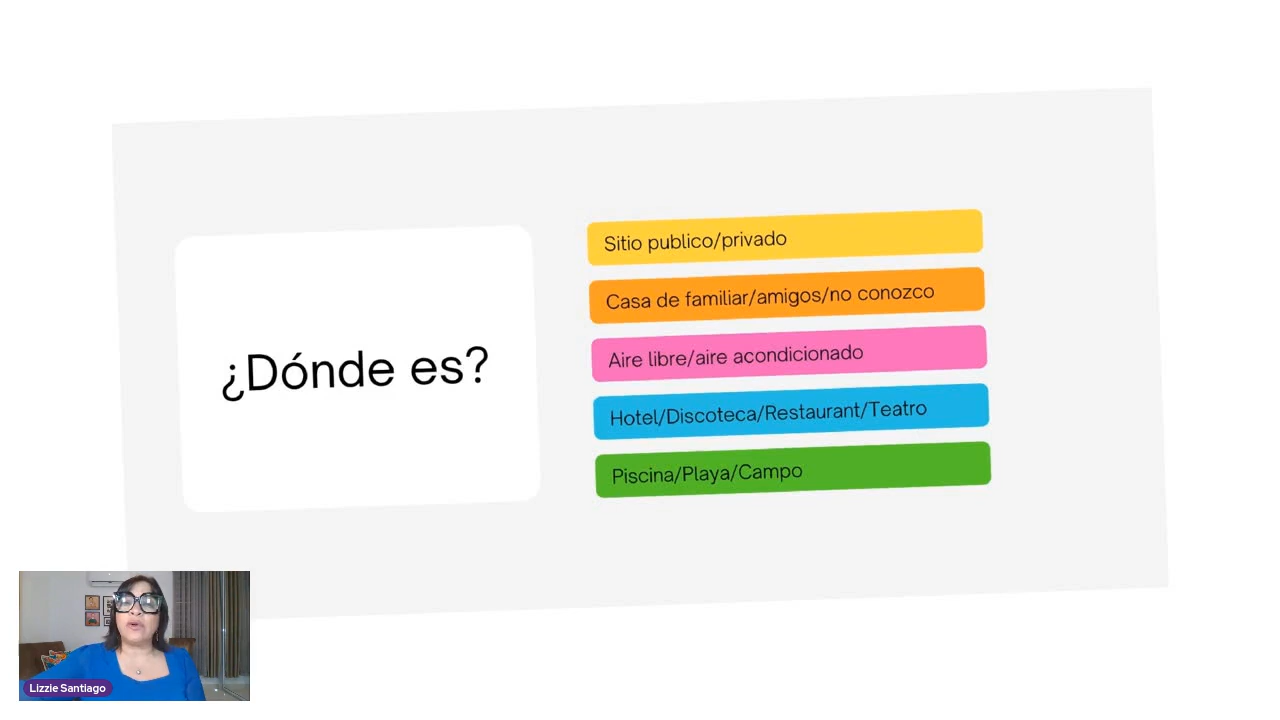 ¿Dónde es?
Sitio publico/privado
Casa de familiar/amigos/no conozco
Aire libre/aire acondicionado
Hotel/Discoteca/Restaurant/Teatro
Piscina/Playa/Campo
Lizzie Santiago